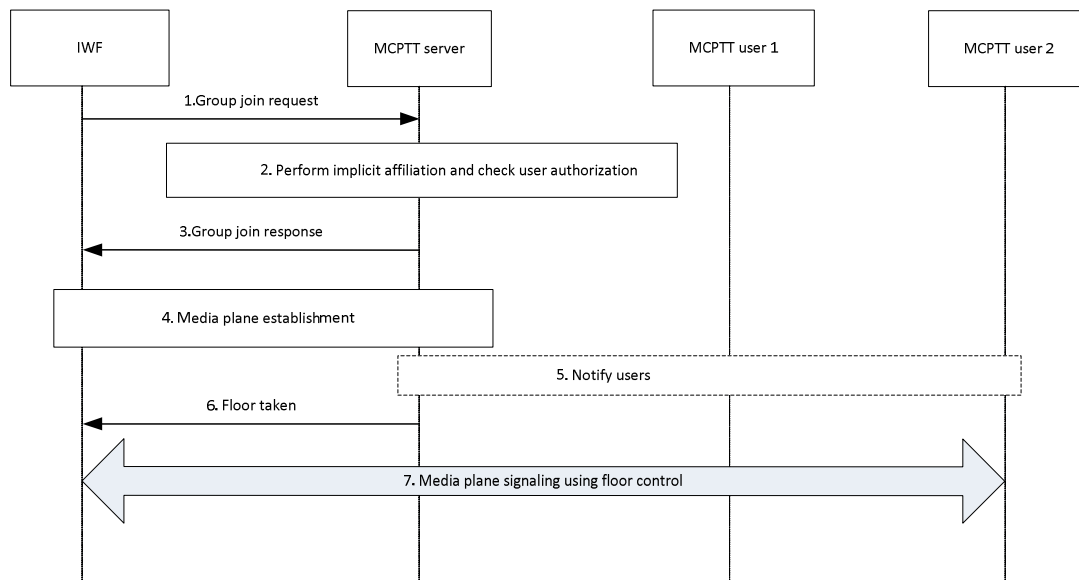 IWF
MCPTT server
MCPTT user 1
MCPTT user 2
1.Group join request
2. Perform implicit affiliation and check user authorization
3.Group join response
4. Media plane establishment
5. Notify users
6. Floor taken
7. Media plane signaling using floor control